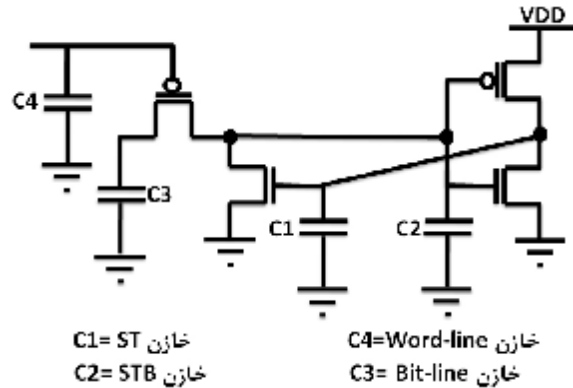 VDD
C4
C3
C1
C2
C1= ST خازن
C4=Word-line خازن
C2= STB خازن
C3= Bit-line خازن